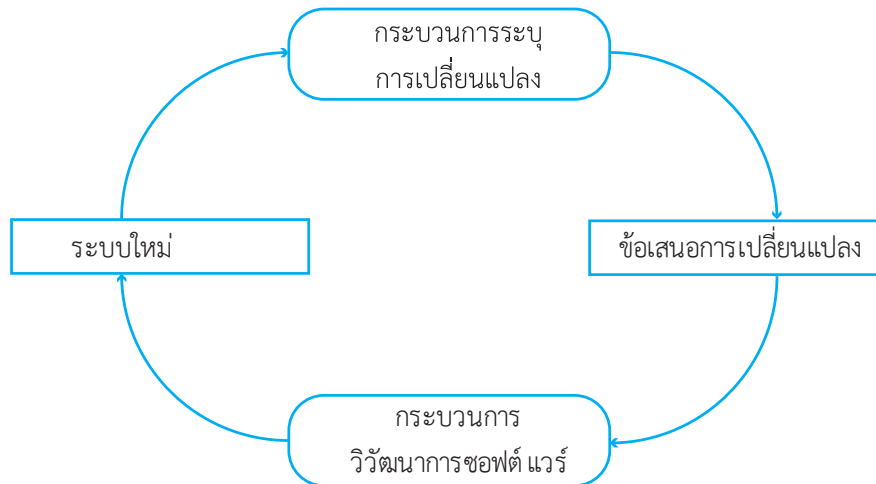 กระบวนการระบุ
การเปลี่ยนแปลง
ระบบใหม่
ข้อเสนอการเปลี่ยนแปลง
กระบวนการ
วิวัฒนาการซอฟต์ แวร์